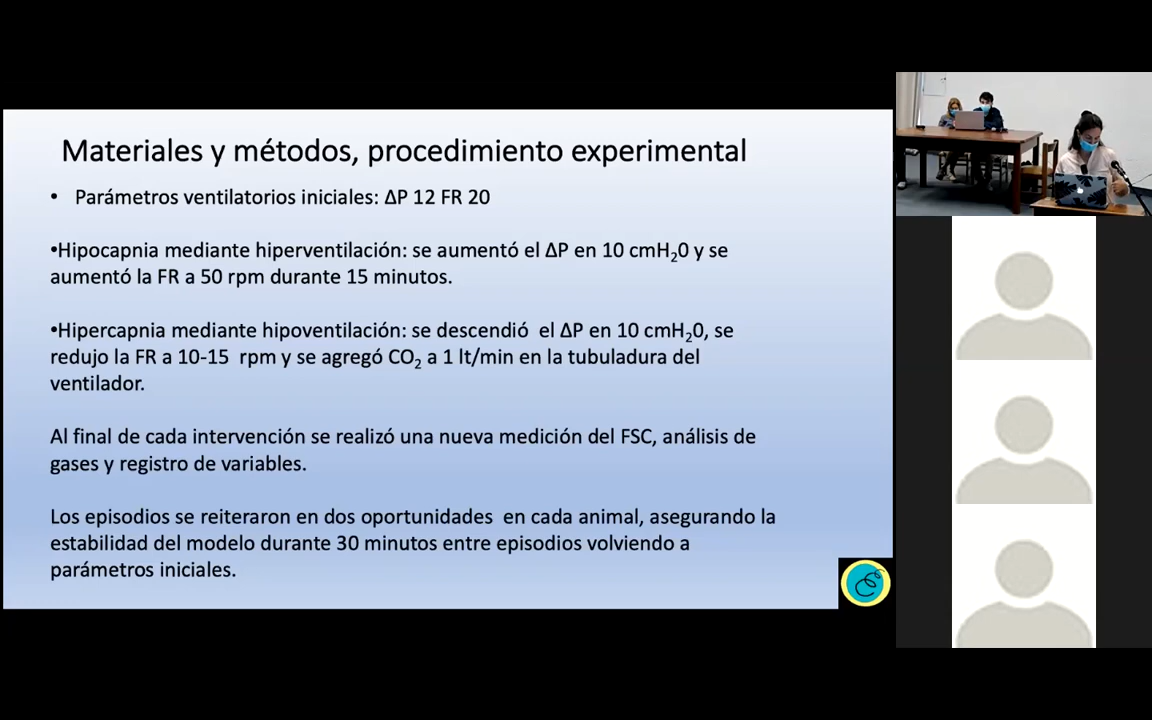 Materiales y métodos, procedimiento experimental
• Parámetros ventilatorios iniciales: ΔP 12 FR 20
•Hipocapnia mediante hiperventilación: se aumentó el ΔP en 10 cmH₂0 y se
aumentó la FR a 50 rpm durante 15 minutos.
•Hipercapnia mediante hipoventilación: se descendió el ΔP en 10 cmH₂0, se
redujo la FR a 10-15 rpm y se agregó CO₂ a 1 lt/min en la tubuladura del
ventilador.
Al final de cada intervención se realizó una nueva medición del FSC, análisis de
gases y registro de variables.
Los episodios se reiteraron en dos oportunidades en cada animal, asegurando la
estabilidad del modelo durante 30 minutos entre episodios volviendo a
parámetros iniciales.